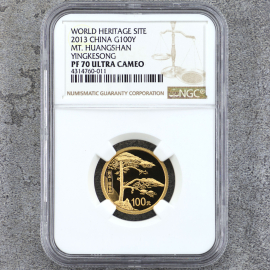 WORLD HERITAGE SITE
2013 CHINA G100Y
MT. HUANGSHAN
YINGKESONG
PF 70 ULTRA CAMEO
4314760-011
NUMISMATIC GUARANTY CORPORATION
NGC
100元